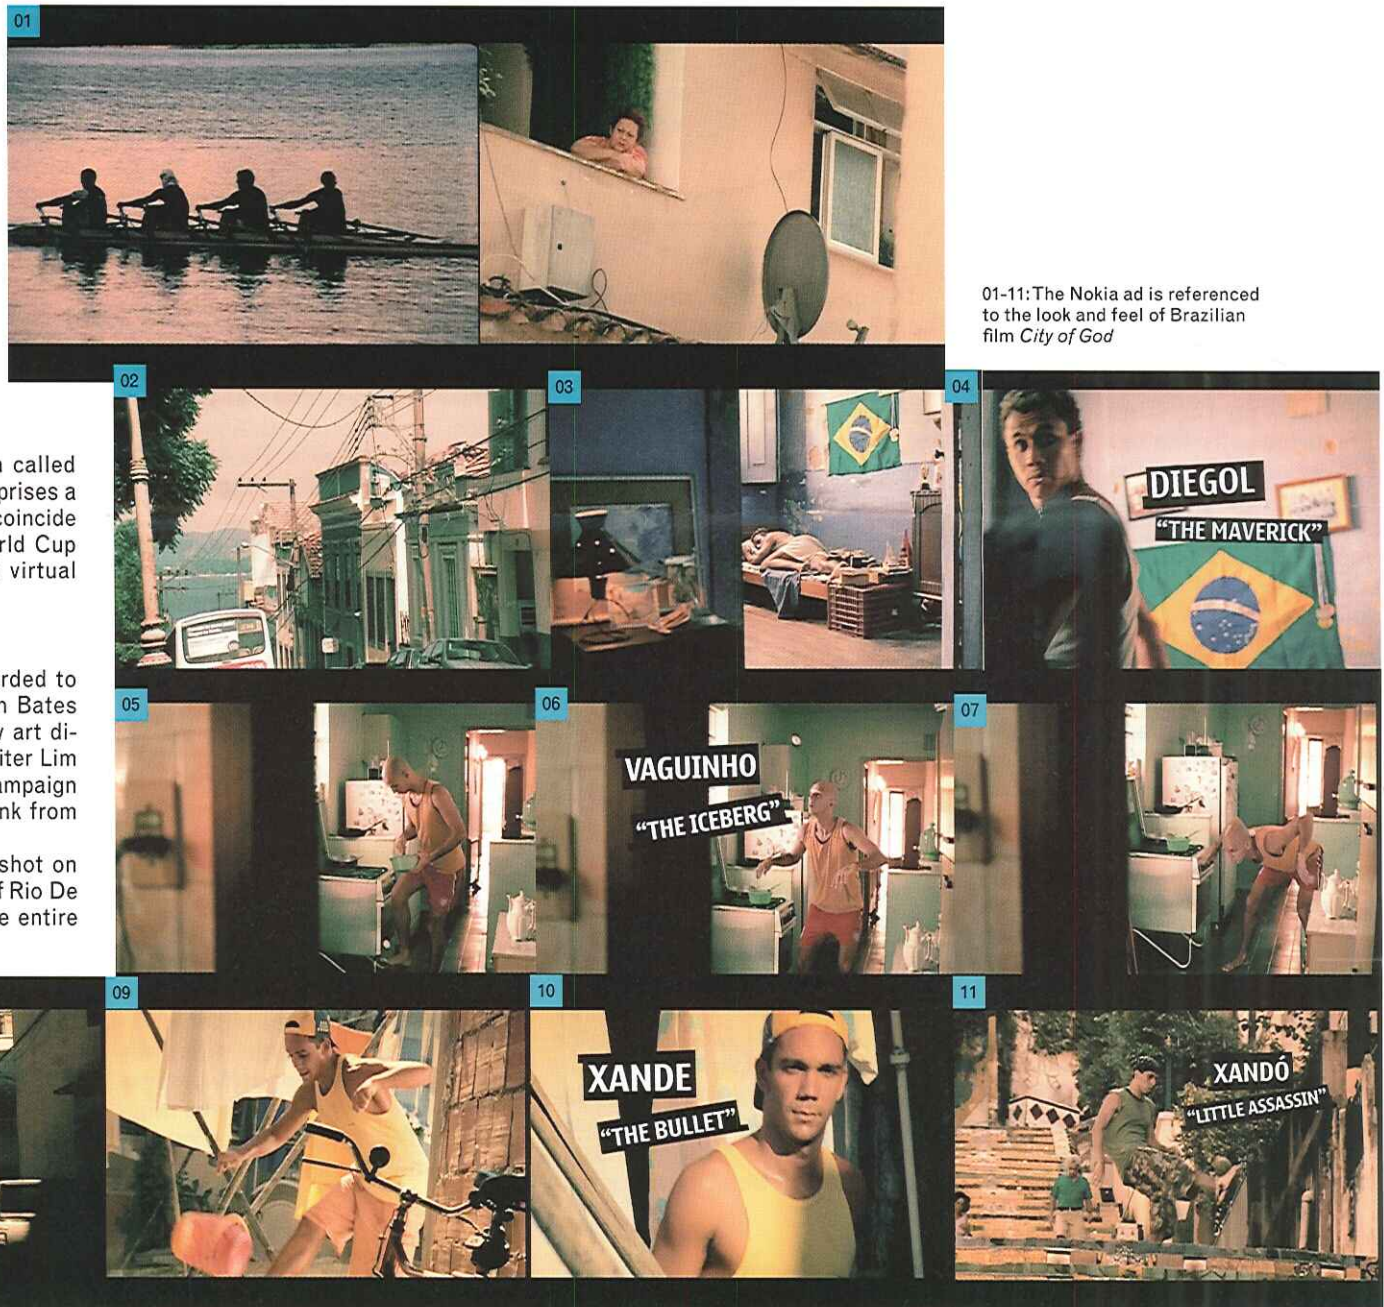 01
01-11: The Nokia ad is referenced
to the look and feel of Brazilian
film City of God
02
03
04
called
prises a
coincide
rld Cup
virtual
rded to
Bates
art di-
iter Lim
ampaign
nk from
shot on
f Rio De
e entire
DIEGOL
"THE MAVERICK"
05
06
07
VAGUINHO
"THE ICEBERG"
09
10
11
XANDE
"THE BULLET"
XANDÓ
"LITTLE ASSASSIN"